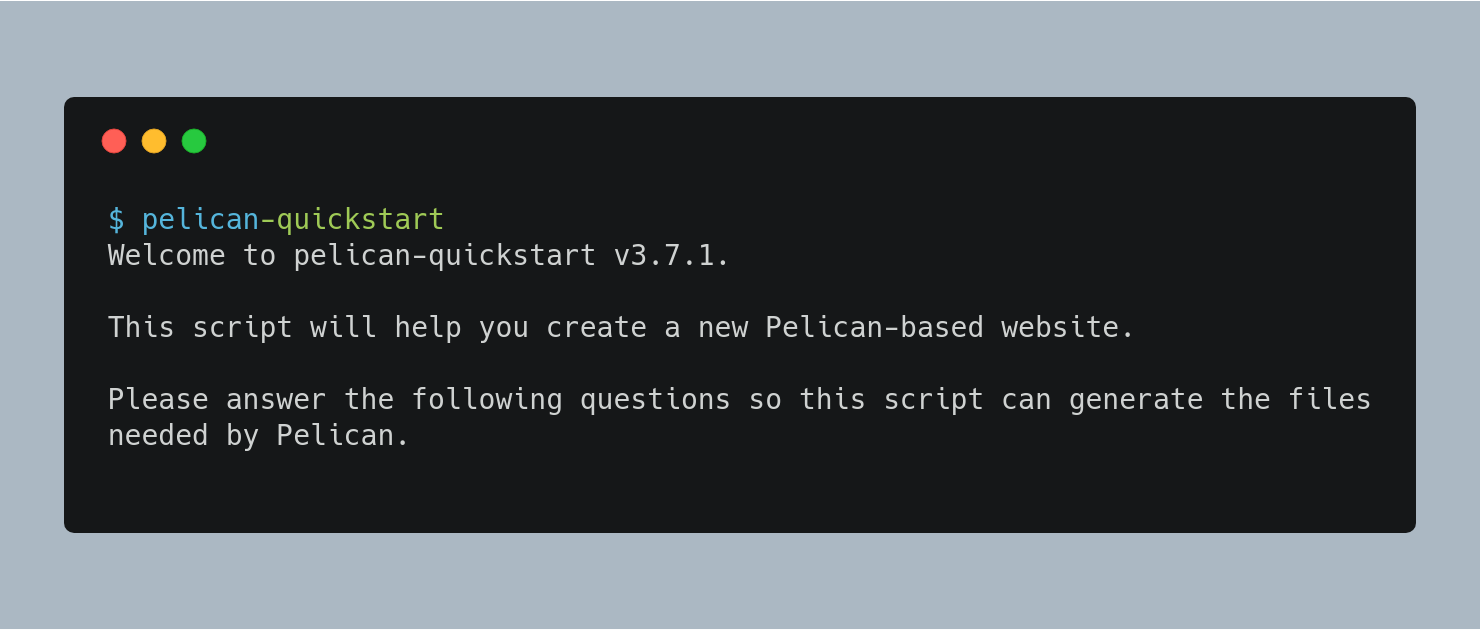 $ pelican-quickstart
Welcome to pelican-quickstart v3.7.1.
This script will help you create a new Pelican-based website.
Please answer the following questions so this script can generate the files
needed by Pelican.